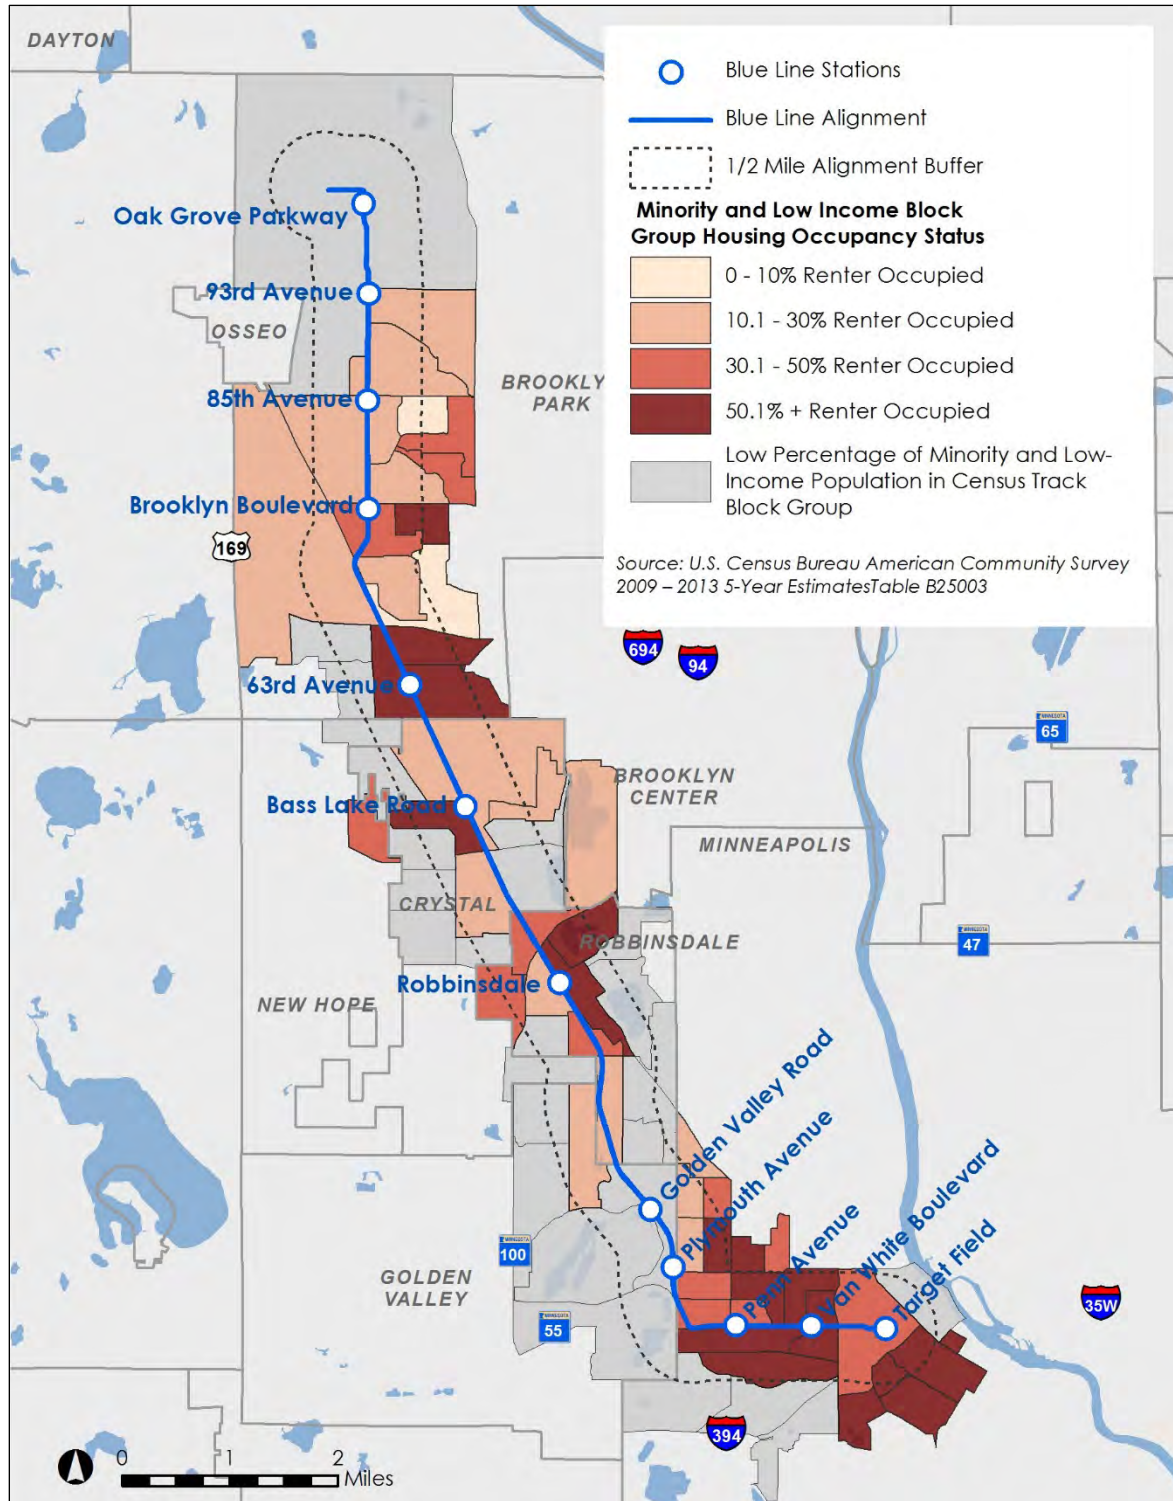 DAYTON
Blue Line Stations
Blue Line Alignment
1/2 Mile Alignment Buffer
Minority and Low Income Block
Group Housing Occupancy Status
0 - 10% Renter Occupied
10.1 - 30% Renter Occupied
30.1 - 50% Renter Occupied
50.1% + Renter Occupied
Low Percentage of Minority and Low-
Income Population in Census Track
Block Group
Source: U.S. Census Bureau American Community Survey
2009 – 2013 5-Year EstimatesTable B25003
Oak Grove Parkway
93rd Avenue
OSSEO
BROOKLY
PARK
85th Avenue
Brooklyn Boulevard
169
694
94
63rd Avenue
MINNESOTA
65
BROOKLYN
CENTER
Bass Lake Road
MINNEAPOLIS
CRYSTAL
ROBBINSDALE
MINNESOTA
47
Robbinsdale
NEW HOPE
Golden Valley Road
Plymouth Avenue
Penn Avenue
Van White Boulevard
Target Field
MINNESOTA
100
GOLDEN
VALLEY
MINNESOTA
55
35W
394
0 1 2
Miles